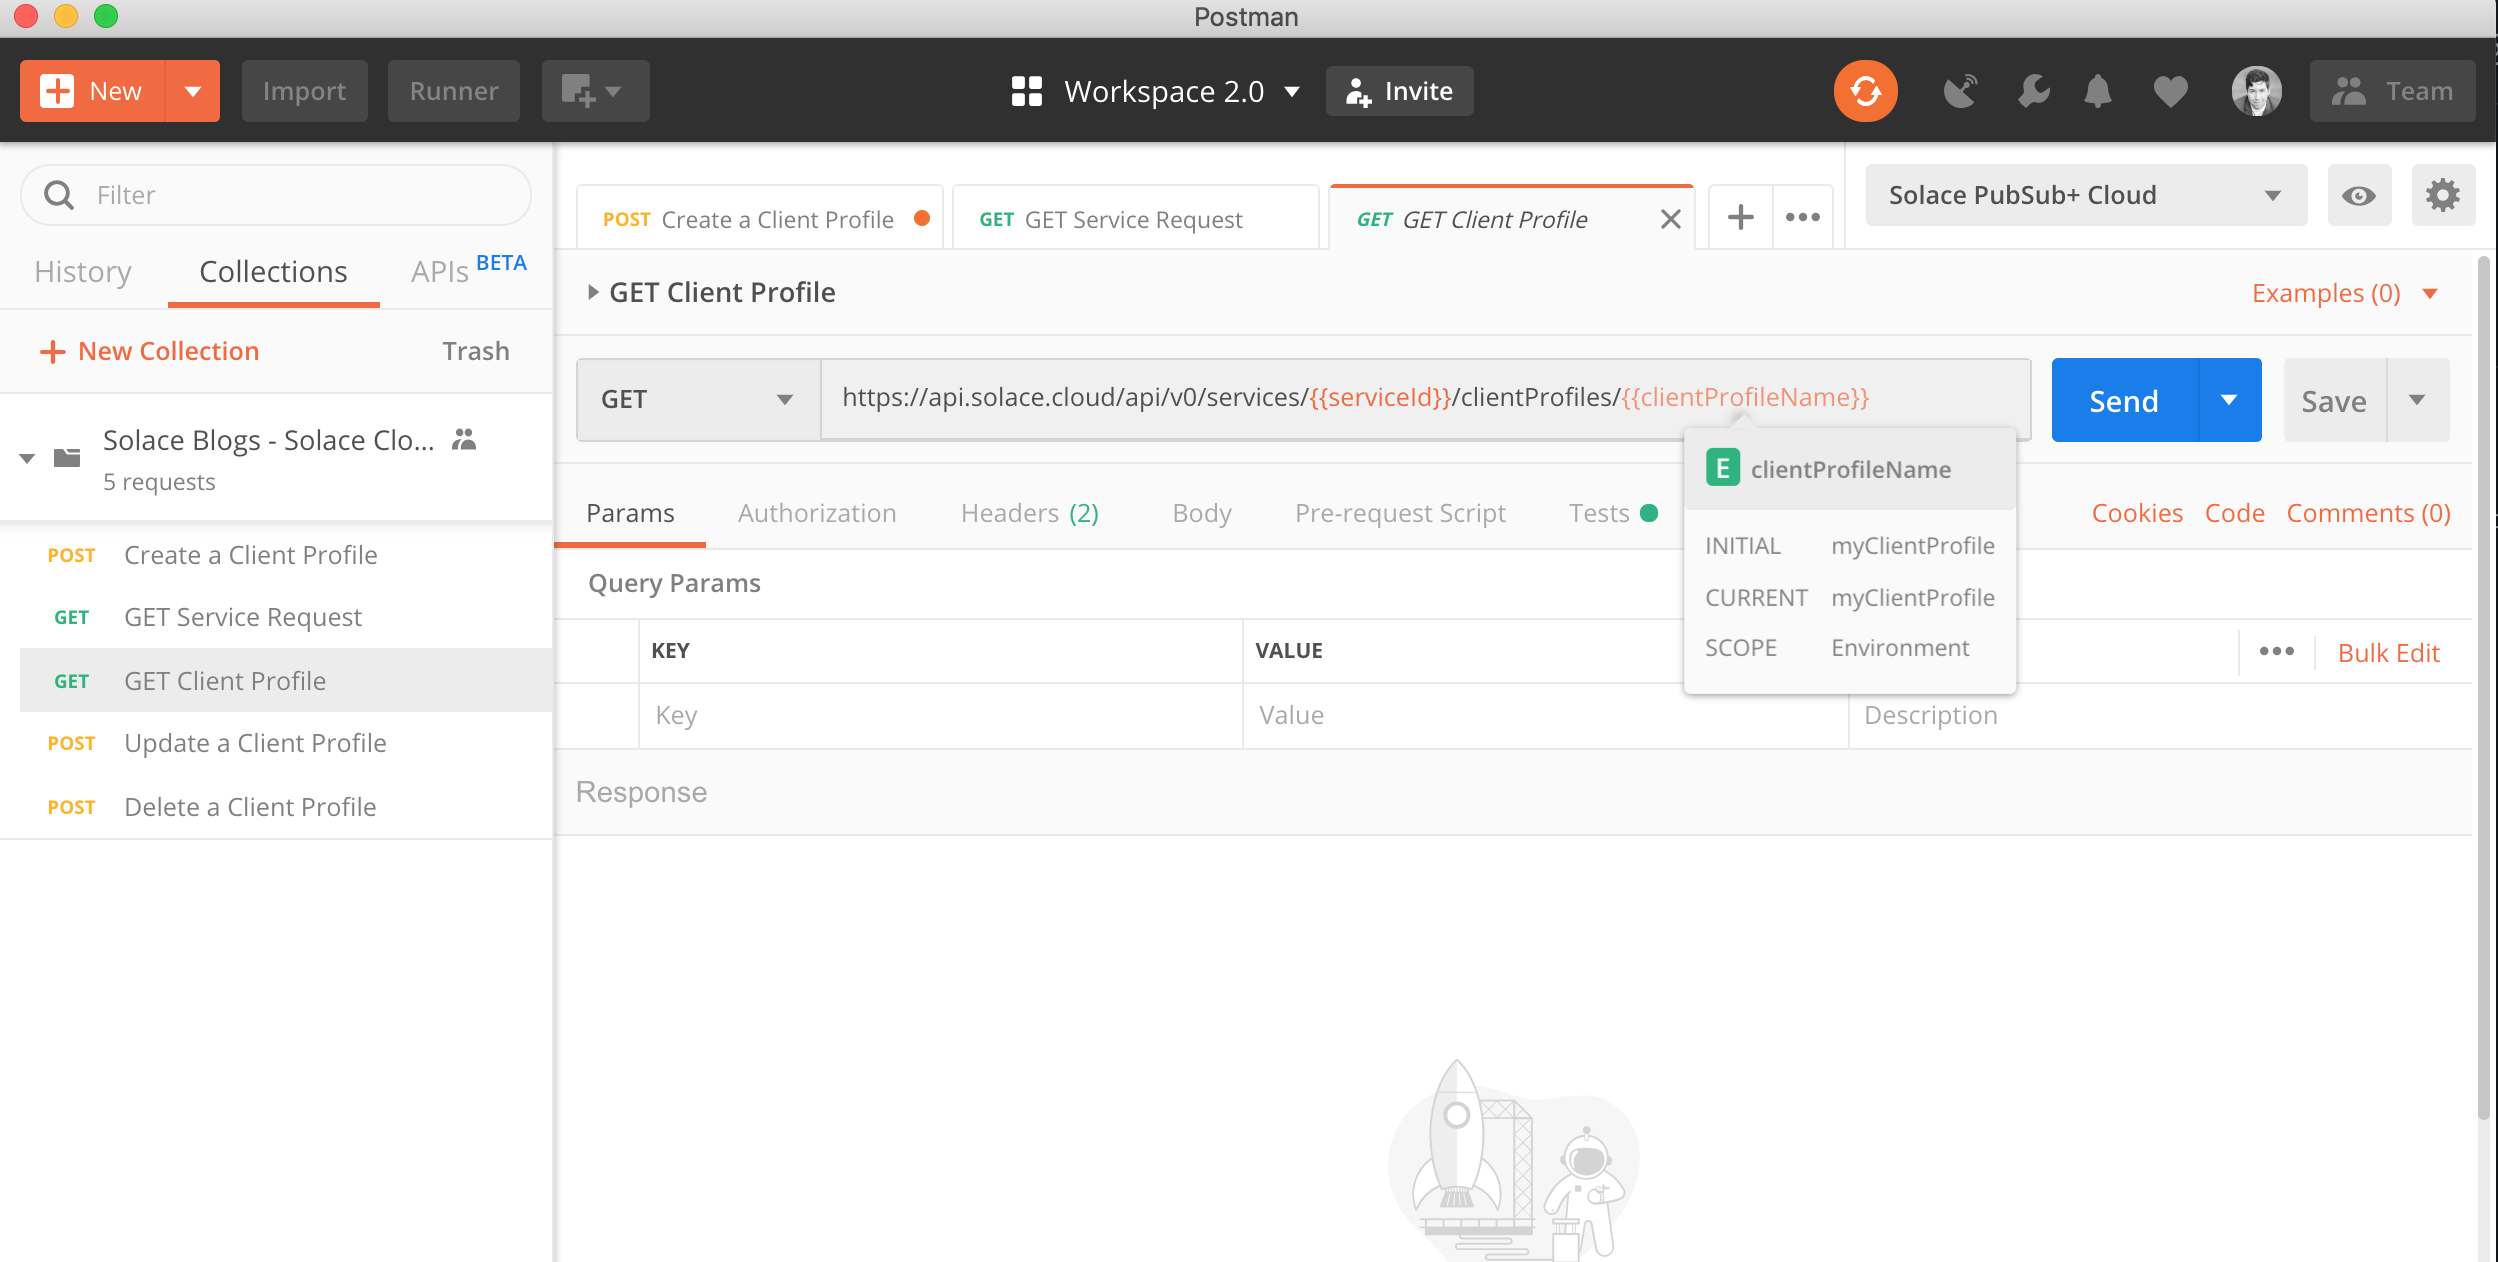 Postman
New
Import
Runner
Workspace 2.0
Invite
Team
Filter
History
Collections
APIs BETA
New Collection
Trash
Solace Blogs - Solace Clo...
5 requests
POST Create a Client Profile
GET GET Service Request
GET GET Client Profile
POST Update a Client Profile
POST Delete a Client Profile
POST Create a Client Profile
GET GET Service Request
GET GET Client Profile
Solace PubSub+ Cloud
GET Client Profile
Examples (0)
GET
https://api.solace.cloud/api/v0/services/{{serviceId}}/clientProfiles/{{clientProfileName}}
Send
Save
E clientProfileName
INITIAL myClientProfile
CURRENT myClientProfile
SCOPE Environment
Params
Authorization
Headers (2)
Body
Pre-request Script
Tests
Cookies
Code
Comments (0)
Query Params
KEY
VALUE
Bulk Edit
Key
Value
Description
Response